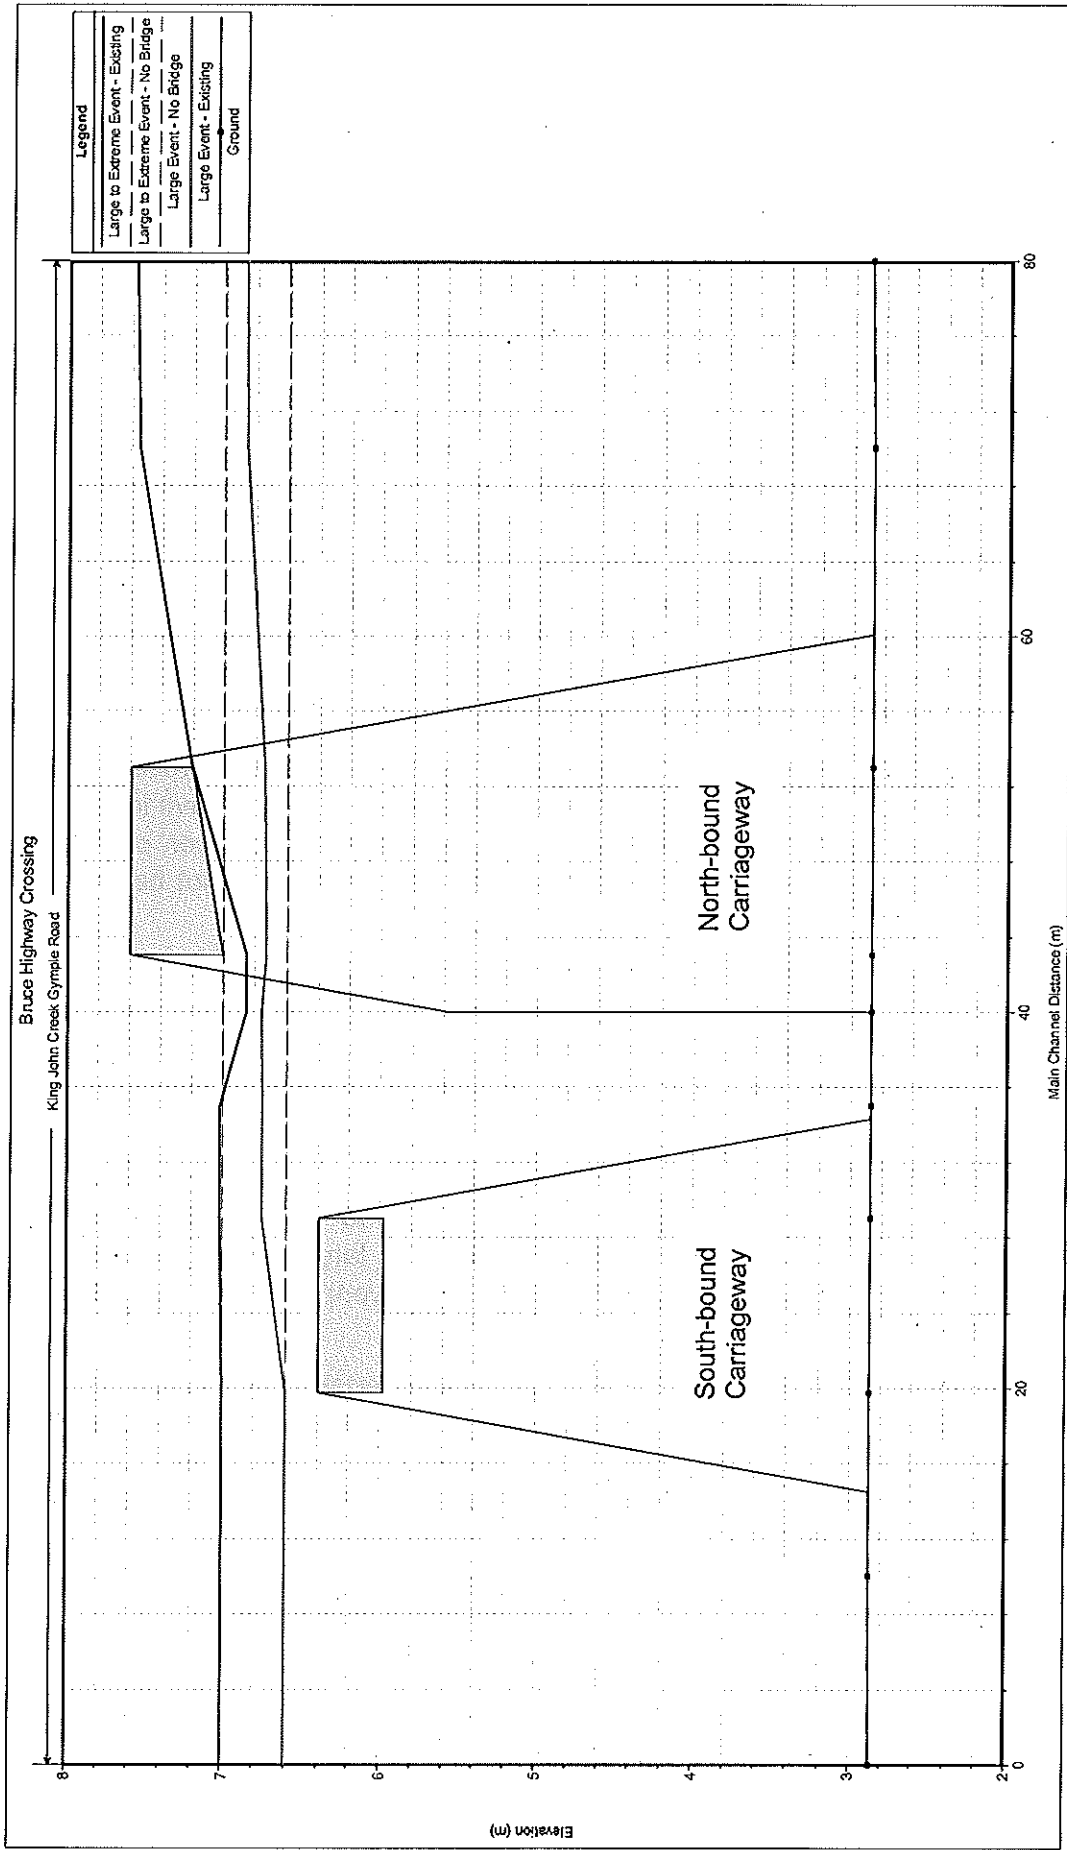 Bruce Highway Crossing
King John Creek Gympie Road
Legend
Large to Extreme Event - Existing
Large to Extreme Event - No Bridge
Large Event - No Bridge
Large Event - Existing
Ground
8
7
6
5
4
3
2
Elevation (m)
South-bound
Carriageway
North-bound
Carriageway
0
20
40
60
80
Main Channel Distance (m)